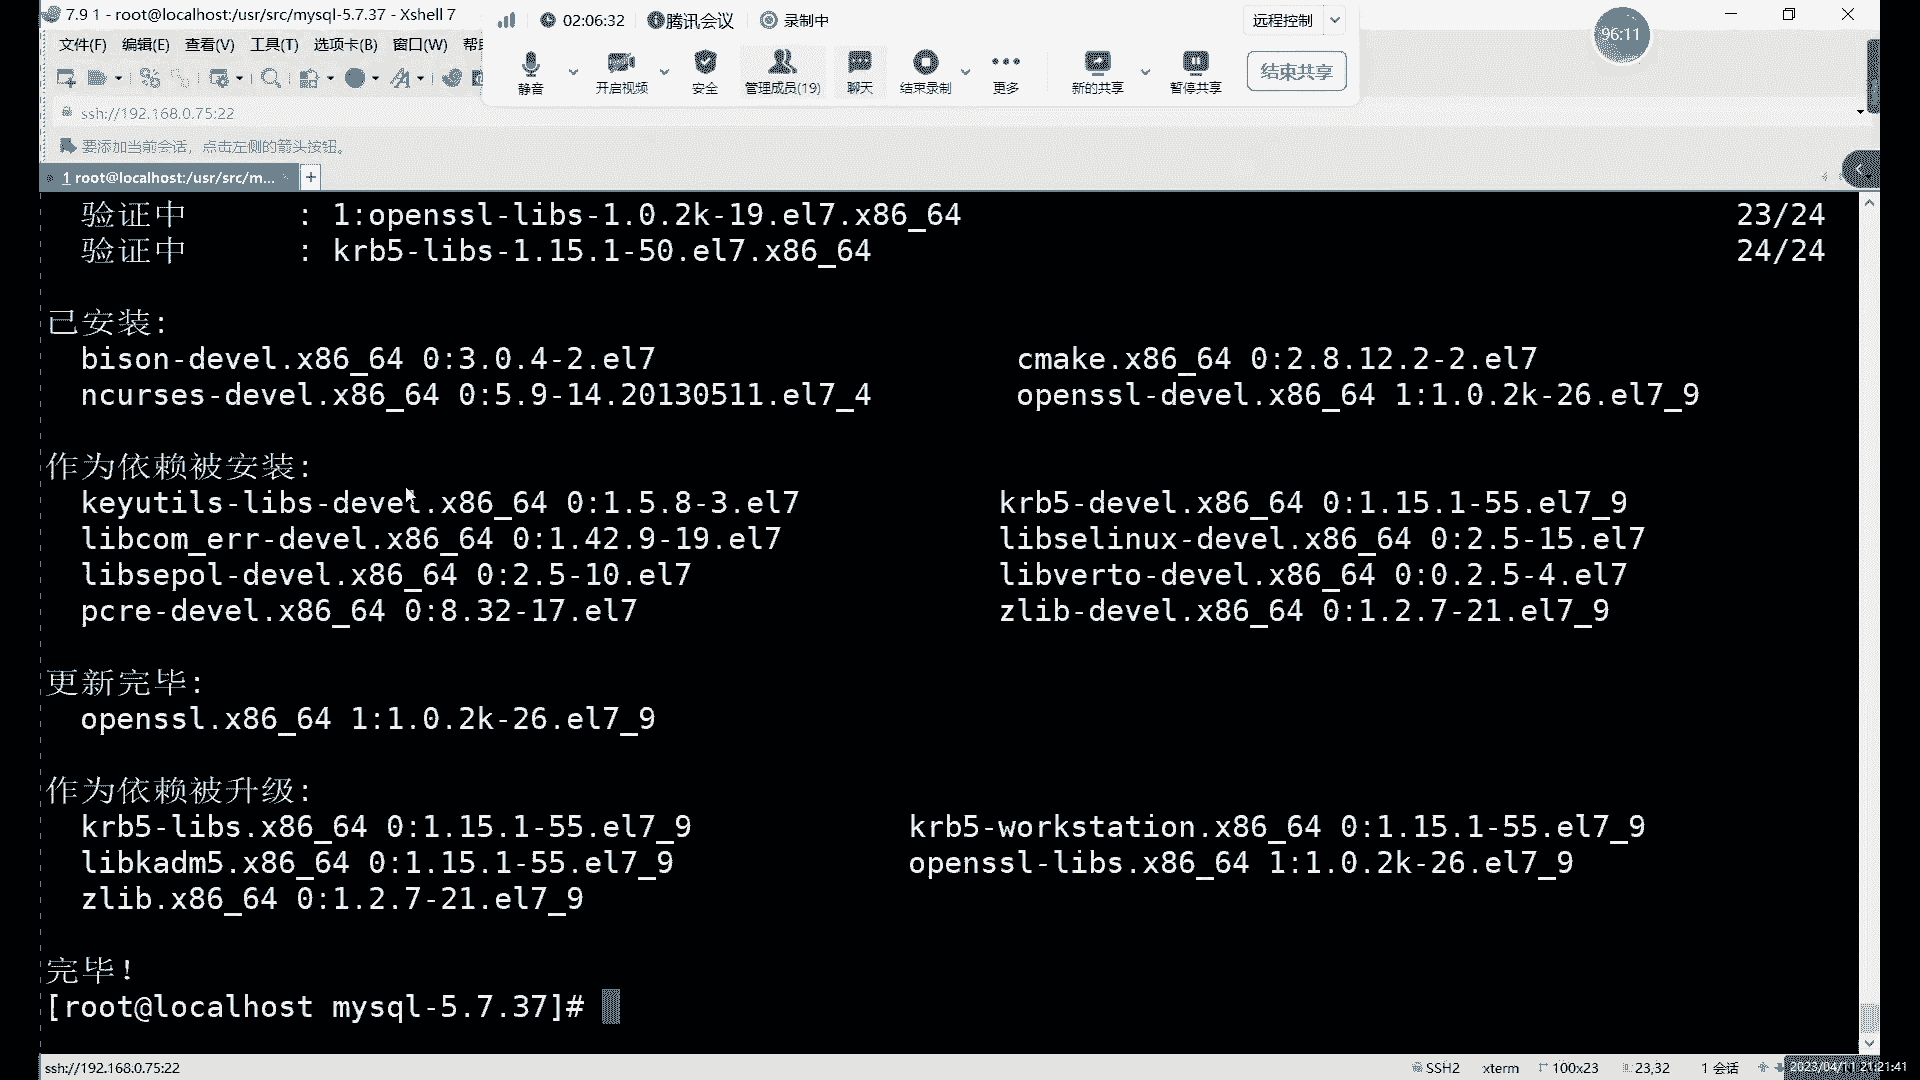 7.9 1 - root@localhost:/usr/src/mysql-5.7.37 - Xshell 7
02:06:32 腾讯会议 录制中 远程控制
96:11
文件(F) 编辑(E) 查看(V) 工具(T) 选项卡(B) 窗口(W) 帮
静音 开启视频 安全 管理成员(19) 聊天 结束录制 更多 新的共享 暂停共享 结束共享
ssh://192.168.0.75:22
要添加当前会话，点击左侧的箭头按钮。
1 root@localhost:/usr/src/m... +
验证中 : 1:openssl-libs-1.0.2k-19.el7.x86_64 23/24
验证中 : krb5-libs-1.15.1-50.el7.x86_64 24/24
已安装:
bison-devel.x86_64 0:3.0.4-2.el7 cmake.x86_64 0:2.8.12.2-2.el7
ncurses-devel.x86_64 0:5.9-14.20130511.el7_4 openssl-devel.x86_64 1:1.0.2k-26.el7_9
作为依赖被安装:
keyutils-libs-devel.x86_64 0:1.5.8-3.el7 krb5-devel.x86_64 0:1.15.1-55.el7_9
libcom_err-devel.x86_64 0:1.42.9-19.el7 libselinux-devel.x86_64 0:2.5-15.el7
libsepol-devel.x86_64 0:2.5-10.el7 libverto-devel.x86_64 0:0.2.5-4.el7
pcre-devel.x86_64 0:8.32-17.el7 zlib-devel.x86_64 0:1.2.7-21.el7_9
更新完毕:
openssl.x86_64 1:1.0.2k-26.el7_9
作为依赖被升级:
krb5-libs.x86_64 0:1.15.1-55.el7_9 krb5-workstation.x86_64 0:1.15.1-55.el7_9
libkadm5.x86_64 0:1.15.1-55.el7_9 openssl-libs.x86_64 1:1.0.2k-26.el7_9
zlib.x86_64 0:1.2.7-21.el7_9
完毕!
[root@localhost mysql-5.7.37]#
ssh://192.168.0.75:22 SSH2 xterm 100x23 23,32 1 会话 2023/04/11 21:21:41